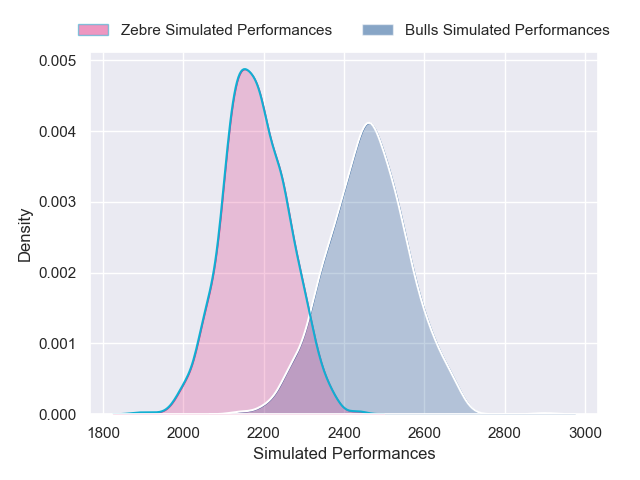 Zebre Simulated Performances
Bulls Simulated Performances
0.005
0.004
0.003
0.002
0.001
0.000
Density
1800 2000 2200 2400 2600 2800 3000
Simulated Performances